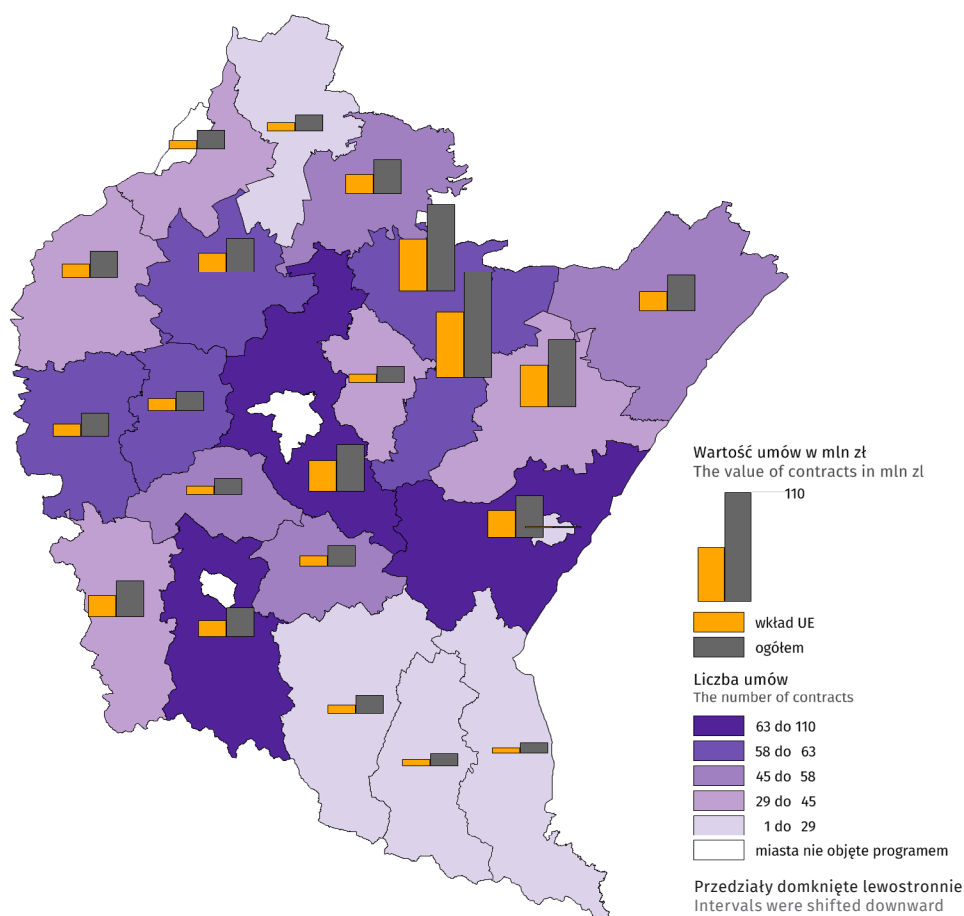 Wartość umów w mln zł
The value of contracts in mln zl
110
wkład UE
ogółem
Liczba umów
The number of contracts
63 do 110
58 do 63
45 do 58
29 do 45
1 do 29
miasta nie objęte programem
Przedziały domknięte lewostronnie
Intervals were shifted downward